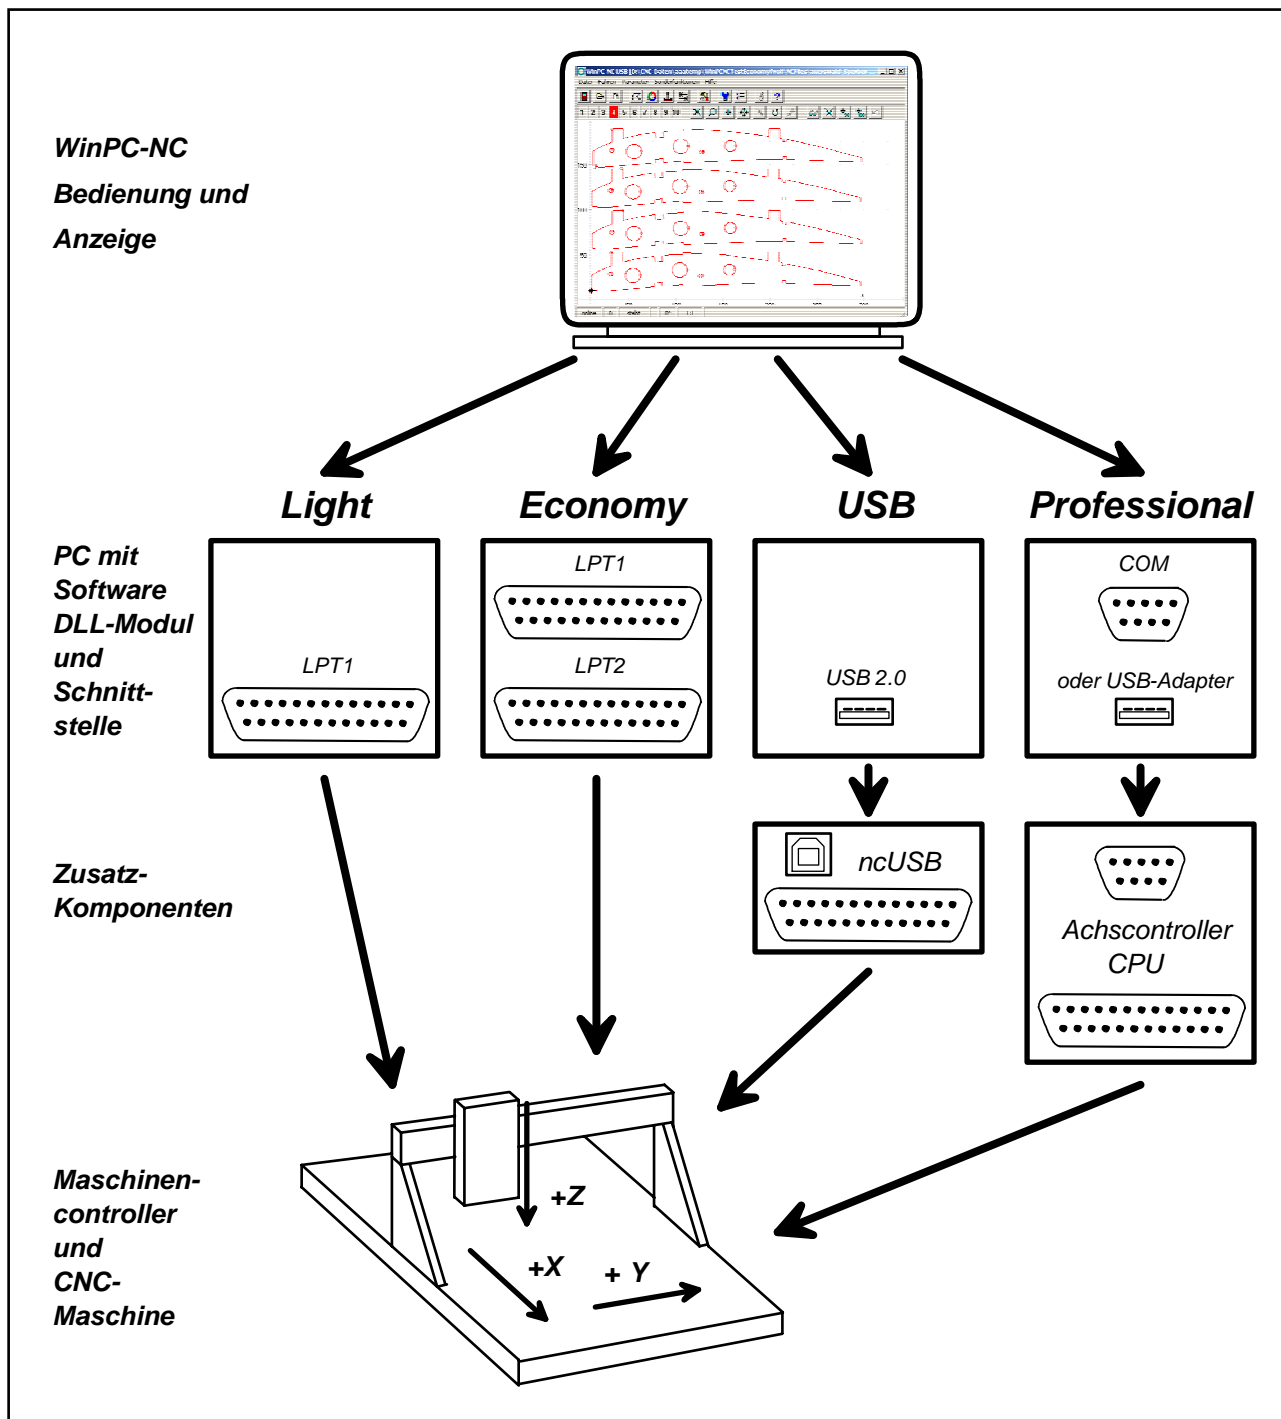 WinPC-NC
Bedienung und
Anzeige
Light
Economy
USB
Professional
PC mit
Software
DLL-Modul
und
Schnitt-
stelle
LPT1
LPT1
LPT2
USB 2.0
COM
oder USB-Adapter
Zusatz-
Komponenten
ncUSB
Achscontroller
CPU
Maschinen-
controller
und
CNC-
Maschine
+Z
+X
+ Y